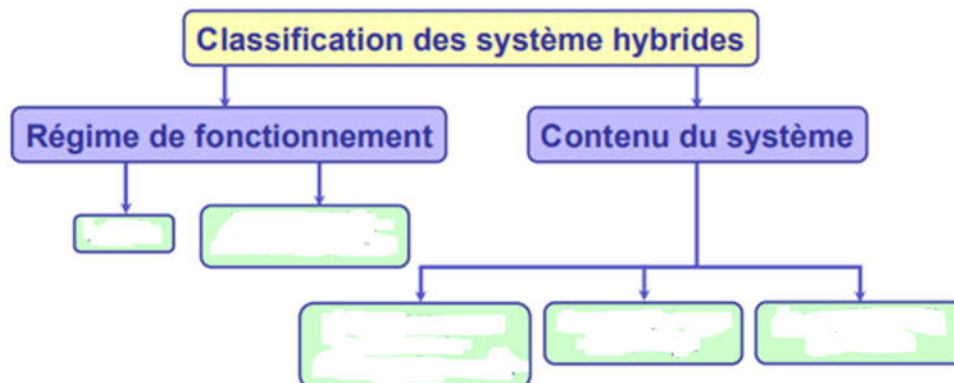 Classification des système hybrides
Régime de fonctionnement
Contenu du système